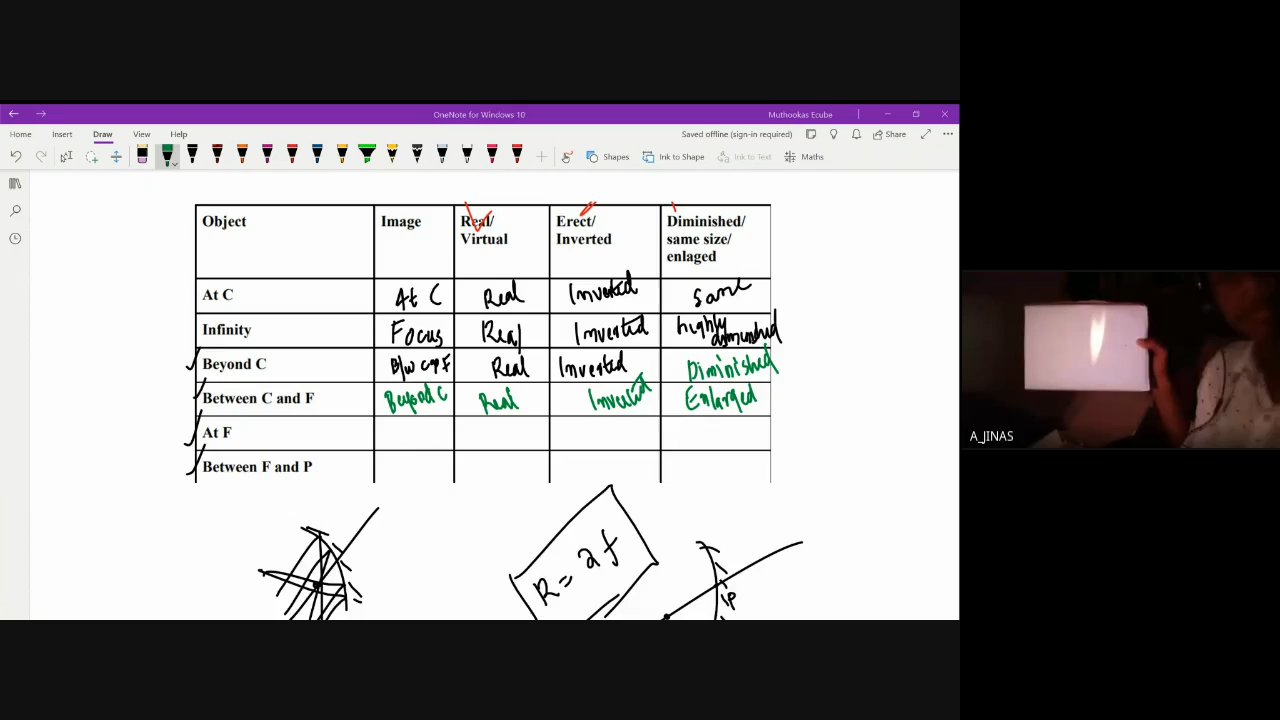 OneNote for Windows 10
Muthookas Ecube
Home Insert Draw View Help
Saved offline (sign-in required)
Share
Shapes
Ink to Shape
Ink to Text
Maths
Object Image Real/ Erect/ Diminished/
Virtual Inverted same size/
enlaged
At C At C Real Inverted same
Infinity Focus Real Inverted highly
diminished
Beyond C B/w C & F Real Inverted Diminished
Between C and F Beyond C Real Inverted Enlarged
At F
Between F and P
R = 2f
P
A_JINAS